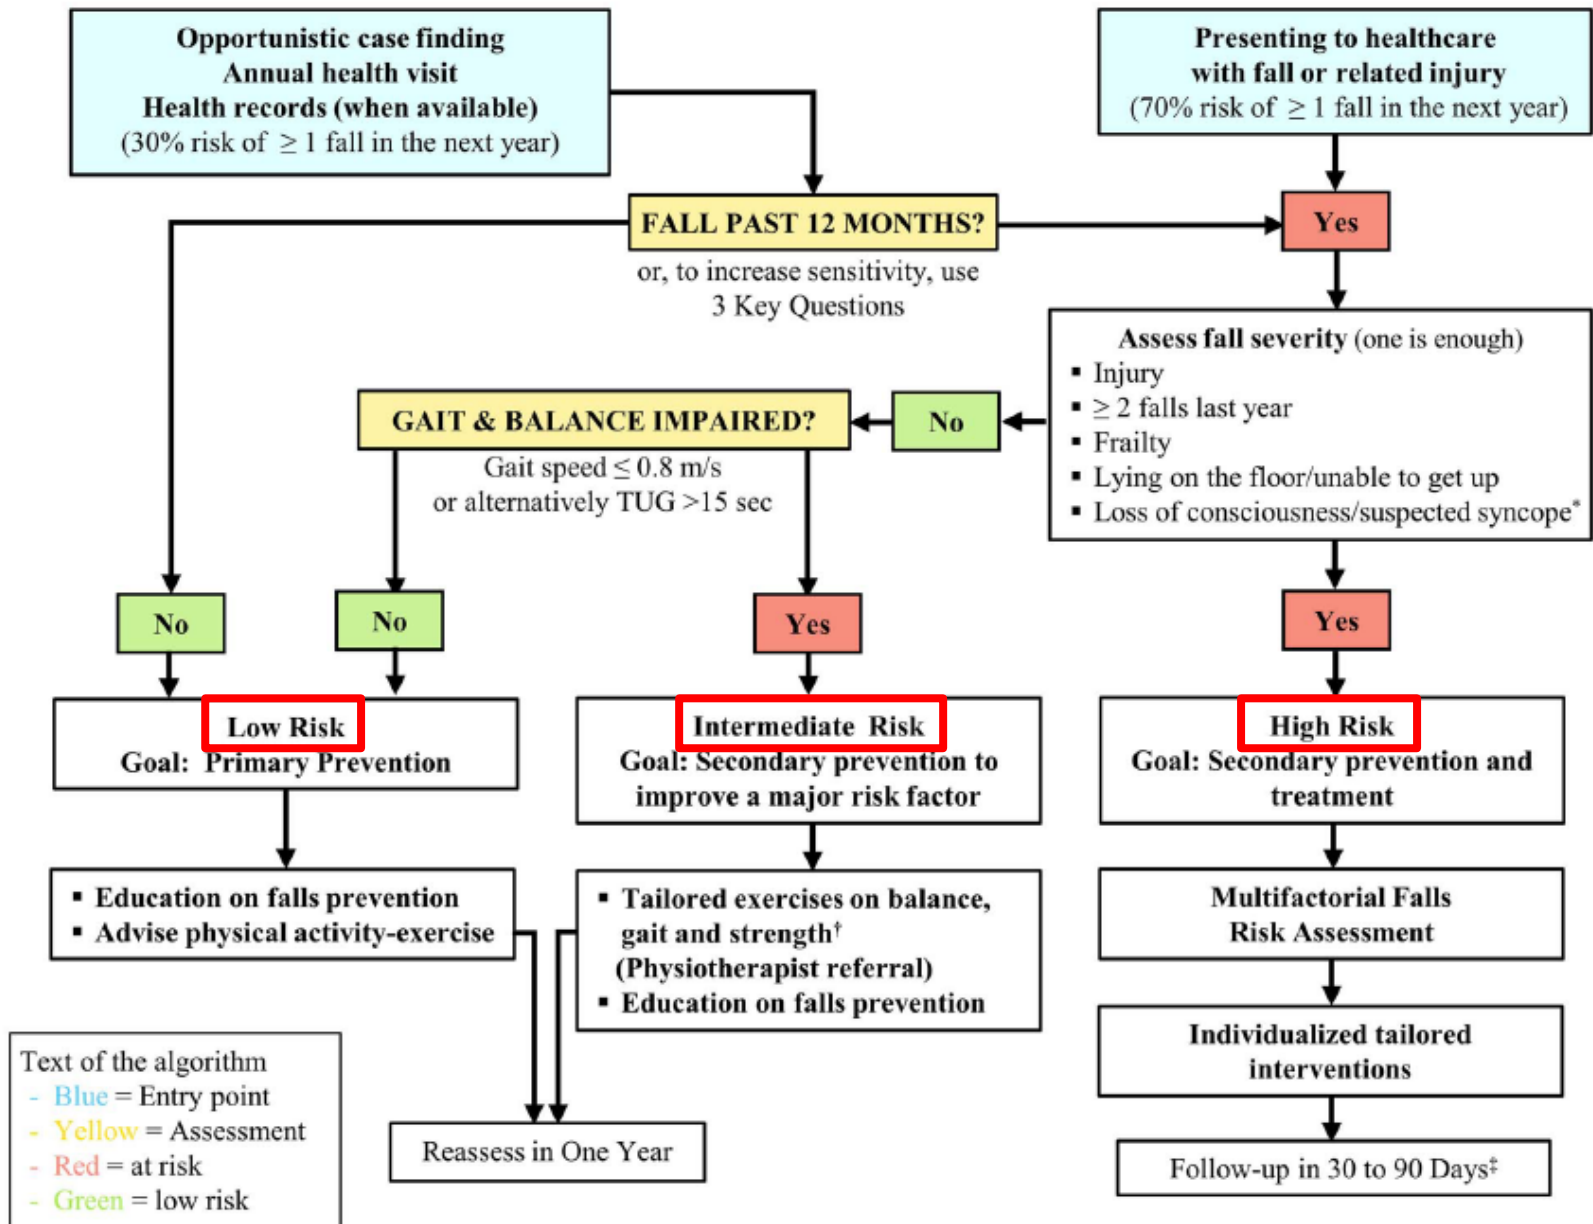 Opportunistic case finding
Annual health visit
Health records (when available)
(30% risk of ≥ 1 fall in the next year)
Presenting to healthcare
with fall or related injury
(70% risk of ≥ 1 fall in the next year)
FALL PAST 12 MONTHS?
or, to increase sensitivity, use
3 Key Questions
Yes
Assess fall severity (one is enough)
▪ Injury
▪ ≥ 2 falls last year
▪ Frailty
▪ Lying on the floor/unable to get up
▪ Loss of consciousness/suspected syncope*
No
GAIT & BALANCE IMPAIRED?
Gait speed ≤ 0.8 m/s
or alternatively TUG >15 sec
No
No
Yes
Yes
Low Risk
Goal: Primary Prevention
Intermediate Risk
Goal: Secondary prevention to
improve a major risk factor
High Risk
Goal: Secondary prevention and
treatment
▪ Education on falls prevention
▪ Advise physical activity-exercise
▪ Tailored exercises on balance,
gait and strength†
(Physiotherapist referral)
▪ Education on falls prevention
Multifactorial Falls
Risk Assessment
Individualized tailored
interventions
Reassess in One Year
Follow-up in 30 to 90 Days‡
Text of the algorithm
- Blue = Entry point
- Yellow = Assessment
- Red = at risk
- Green = low risk